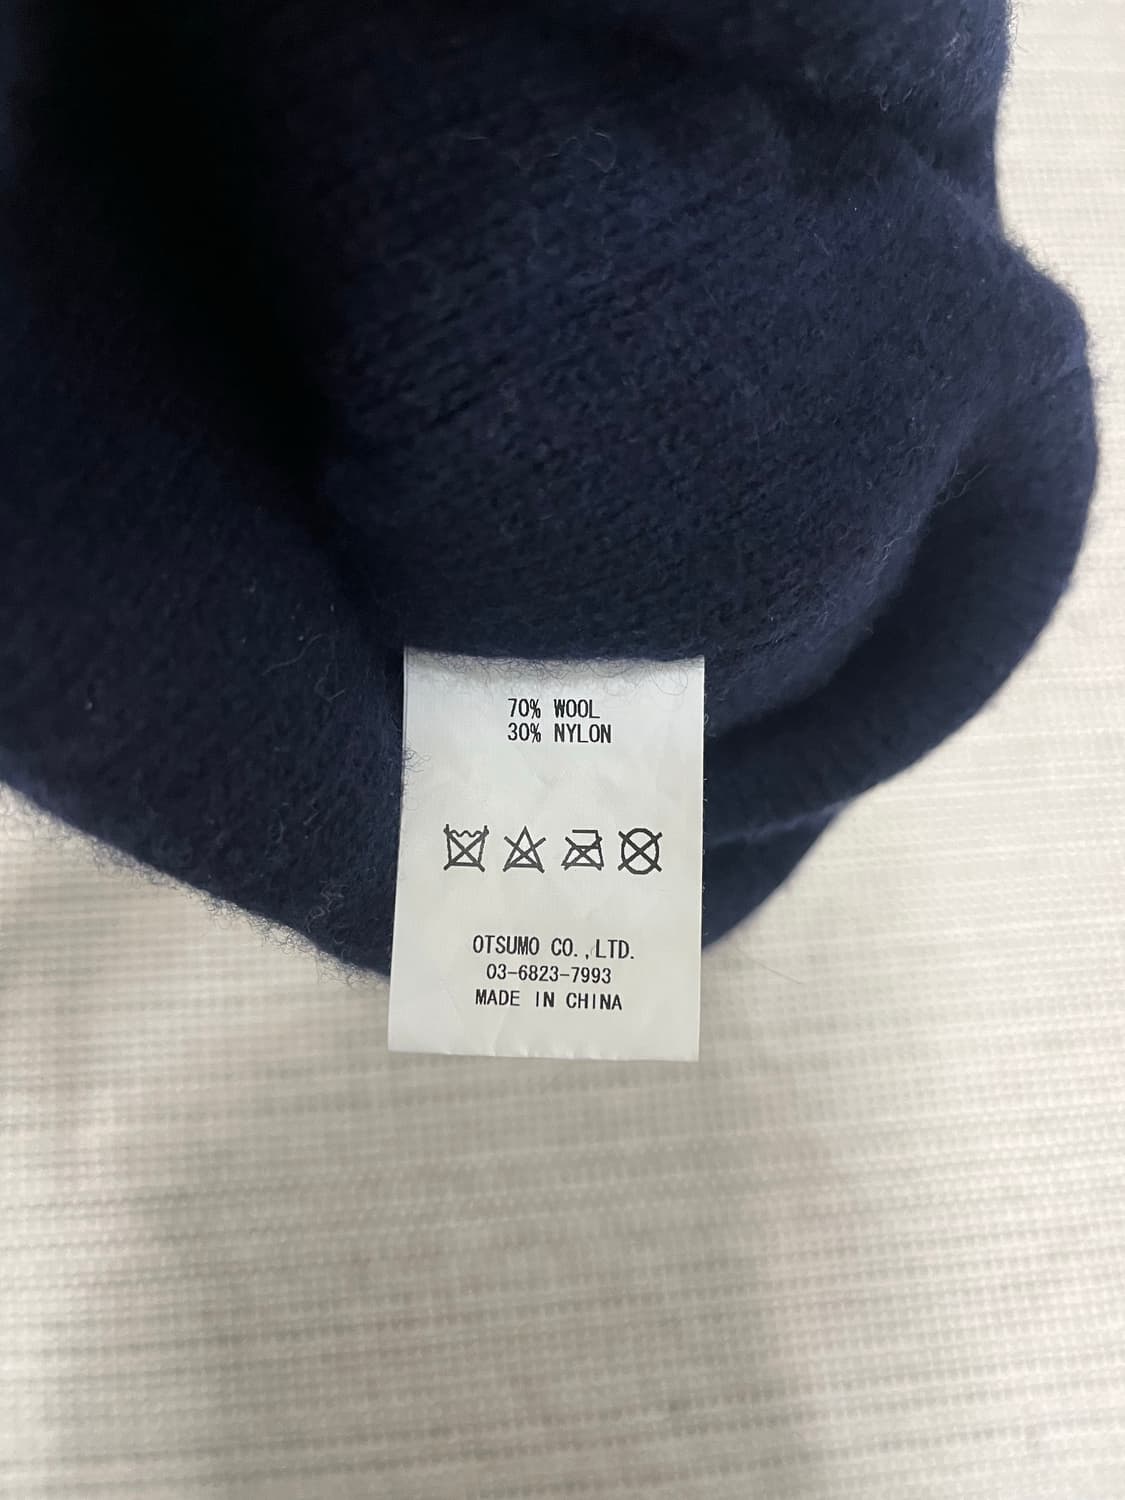 70% WOOL
30% NYLON
OTSUMO CO.,LTD.
03-6823-7993
MADE IN CHINA